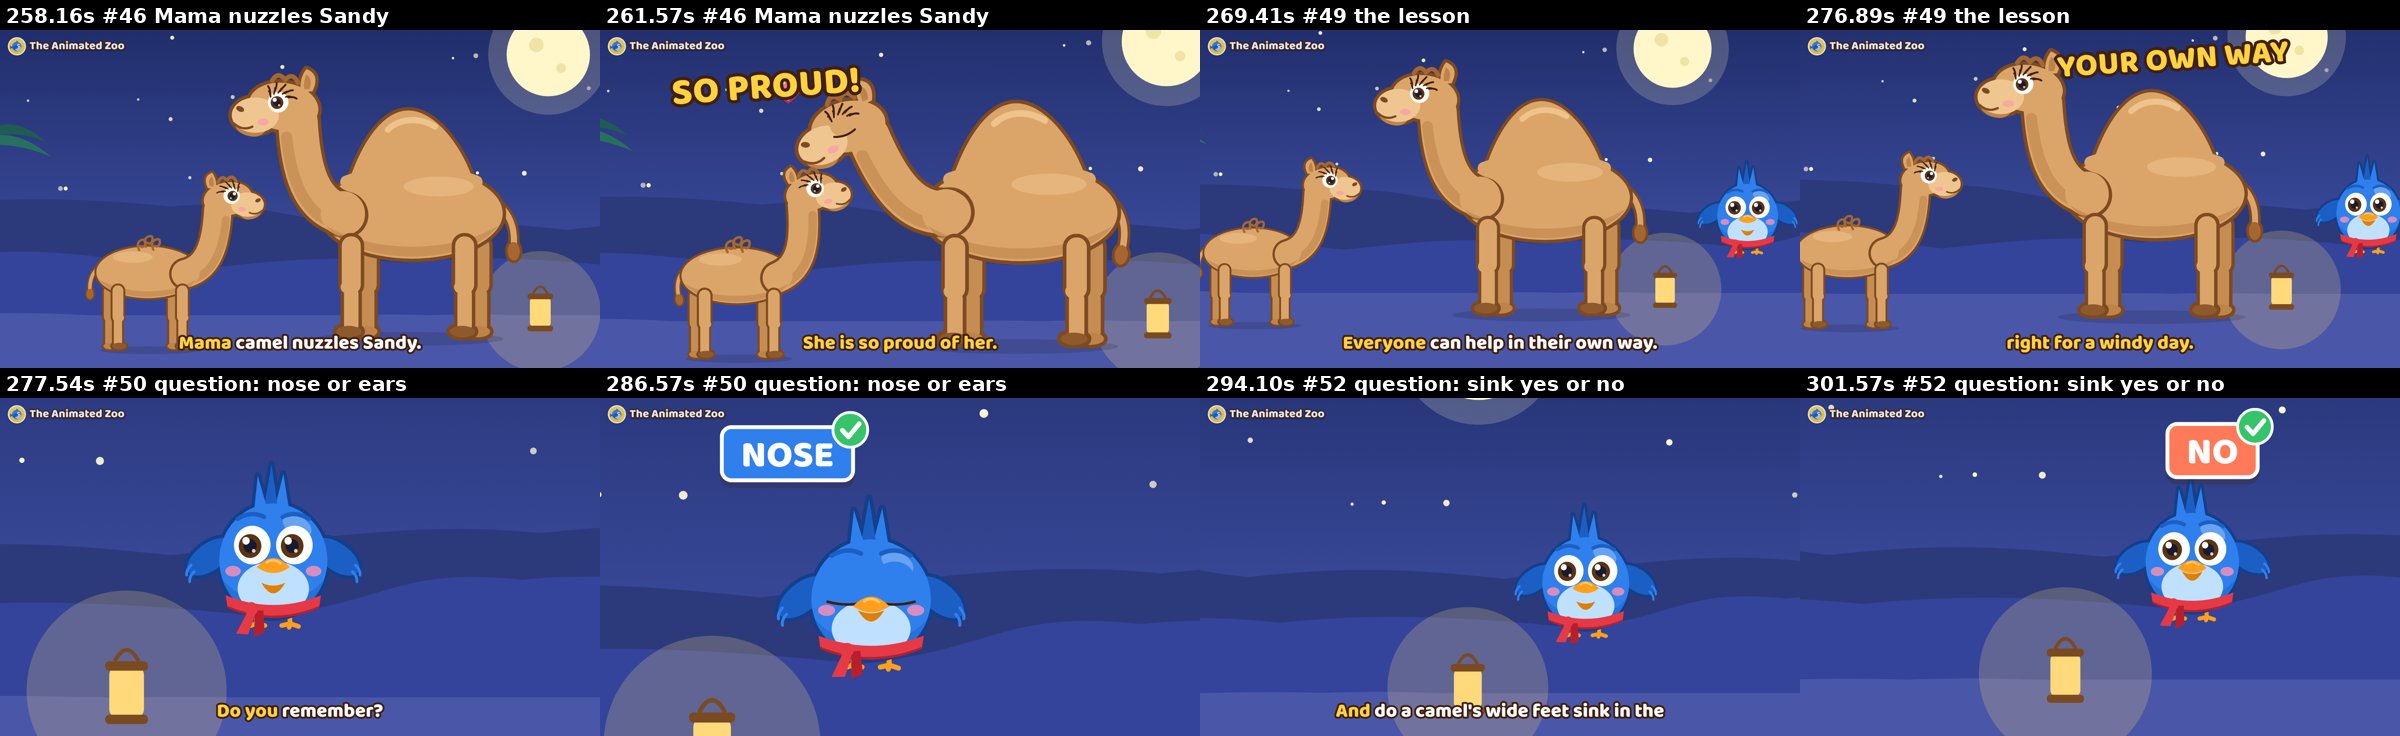 258.16s #46 Mama nuzzles Sandy
The Animated Zoo
Mama camel nuzzles Sandy.
261.57s #46 Mama nuzzles Sandy
The Animated Zoo
SO PROUD!
She is so proud of her.
269.41s #49 the lesson
The Animated Zoo
Everyone can help in their own way.
276.89s #49 the lesson
The Animated Zoo
YOUR OWN WAY
right for a windy day.
277.54s #50 question: nose or ears
The Animated Zoo
Do you remember?
286.57s #50 question: nose or ears
The Animated Zoo
NOSE
294.10s #52 question: sink yes or no
The Animated Zoo
And do a camel's wide feet sink in the
301.57s #52 question: sink yes or no
The Animated Zoo
NO